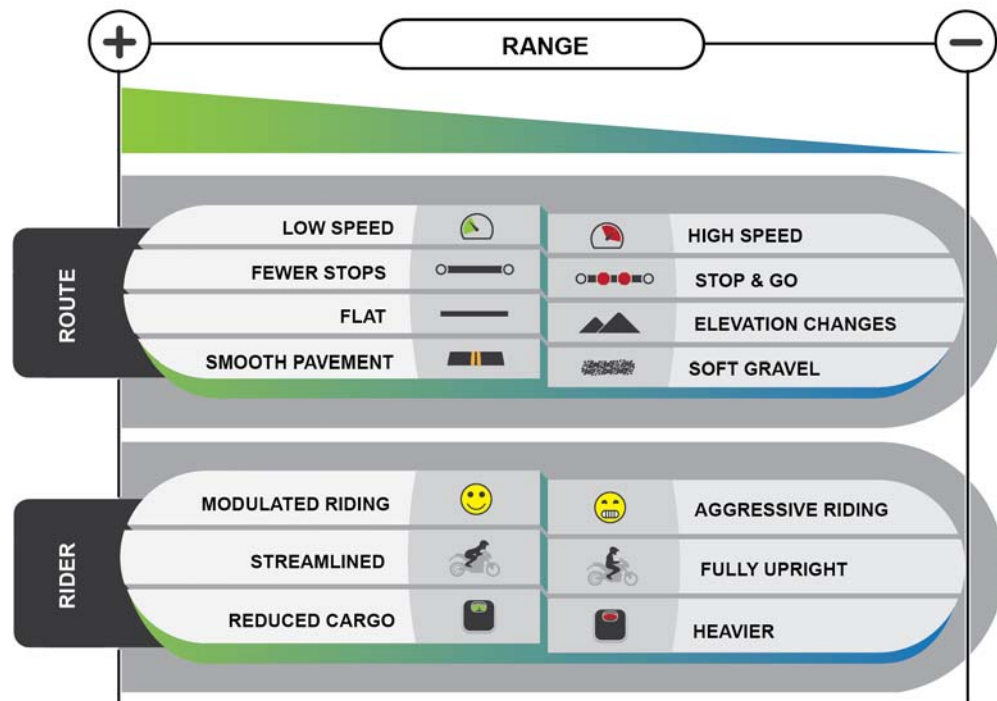 RANGE
ROUTE
LOW SPEED
HIGH SPEED
FEWER STOPS
STOP & GO
FLAT
ELEVATION CHANGES
SMOOTH PAVEMENT
SOFT GRAVEL
RIDER
MODULATED RIDING
AGGRESSIVE RIDING
STREAMLINED
FULLY UPRIGHT
REDUCED CARGO
HEAVIER